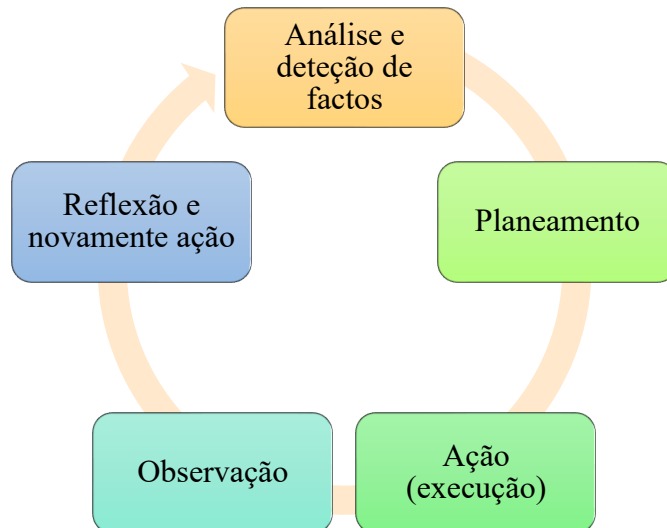 Análise e
deteção de
factos
Planeamento
Ação
(execução)
Observação
Reflexão e
novamente ação